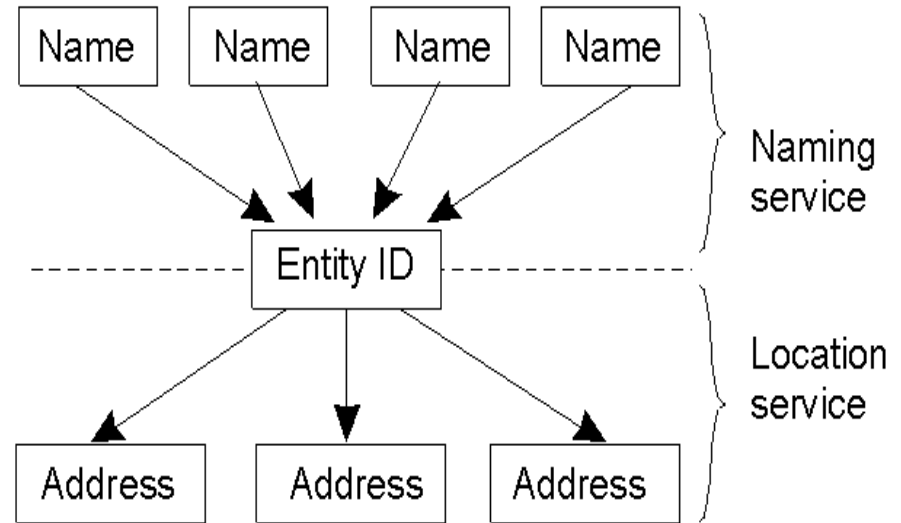 Name Name Name Name
Naming
service
Entity ID
Location
service
Address Address Address